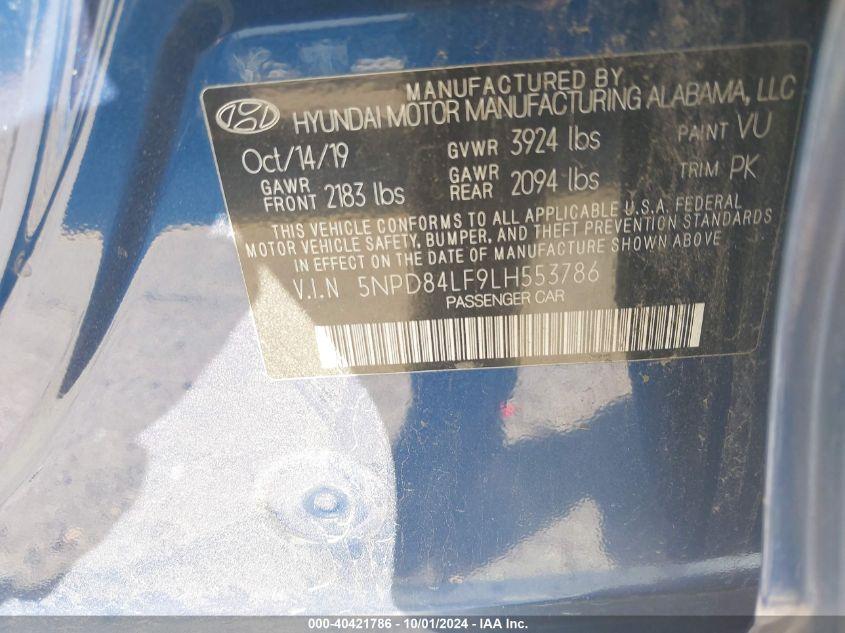 MANUFACTURED BY
HYUNDAI MOTOR MANUFACTURING ALABAMA, LLC
Oct/14/19 GVWR 3924 lbs PAINT VU
GAWR FRONT 2183 lbs GAWR REAR 2094 lbs TRIM PK
THIS VEHICLE CONFORMS TO ALL APPLICABLE U.S.A. FEDERAL
MOTOR VEHICLE SAFETY, BUMPER, AND THEFT PREVENTION STANDARDS
IN EFFECT ON THE DATE OF MANUFACTURE SHOWN ABOVE.
V.I.N 5NPD84LF9LH553786
PASSENGER CAR
000-40421786 - 10/01/2024 - IAA Inc.